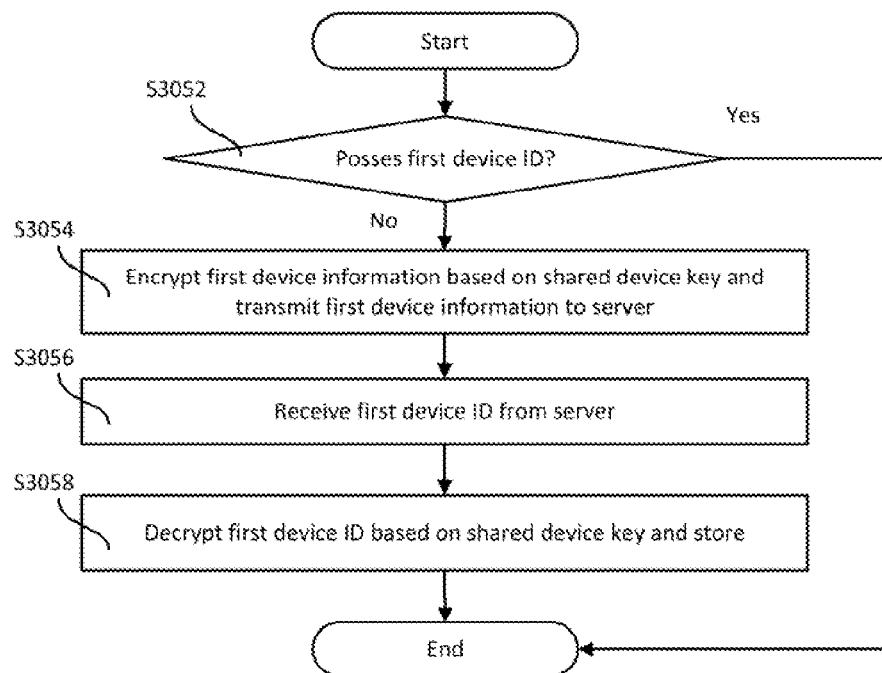 Start
S3052
Yes
Posses first device ID?
No
S3054
Encrypt first device information based on shared device key and
transmit first device information to server
S3056
Receive first device ID from server
S3058
Decrypt first device ID based on shared device key and store
End